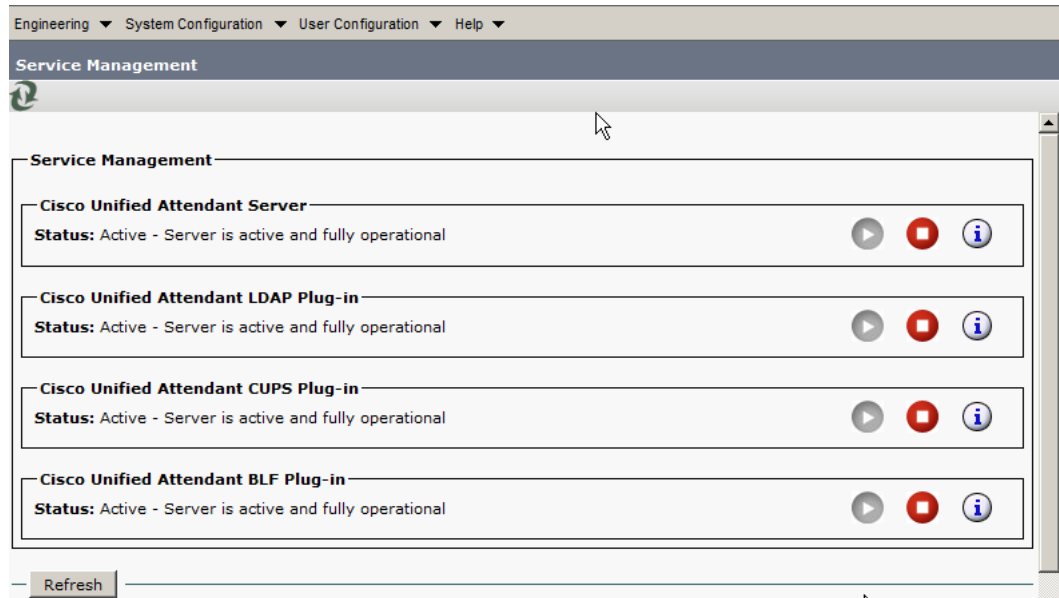 Engineering System Configuration User Configuration Help
Service Management
Service Management
Cisco Unified Attendant Server
Status: Active - Server is active and fully operational
Cisco Unified Attendant LDAP Plug-in
Status: Active - Server is active and fully operational
Cisco Unified Attendant CUPS Plug-in
Status: Active - Server is active and fully operational
Cisco Unified Attendant BLF Plug-in
Status: Active - Server is active and fully operational
Refresh